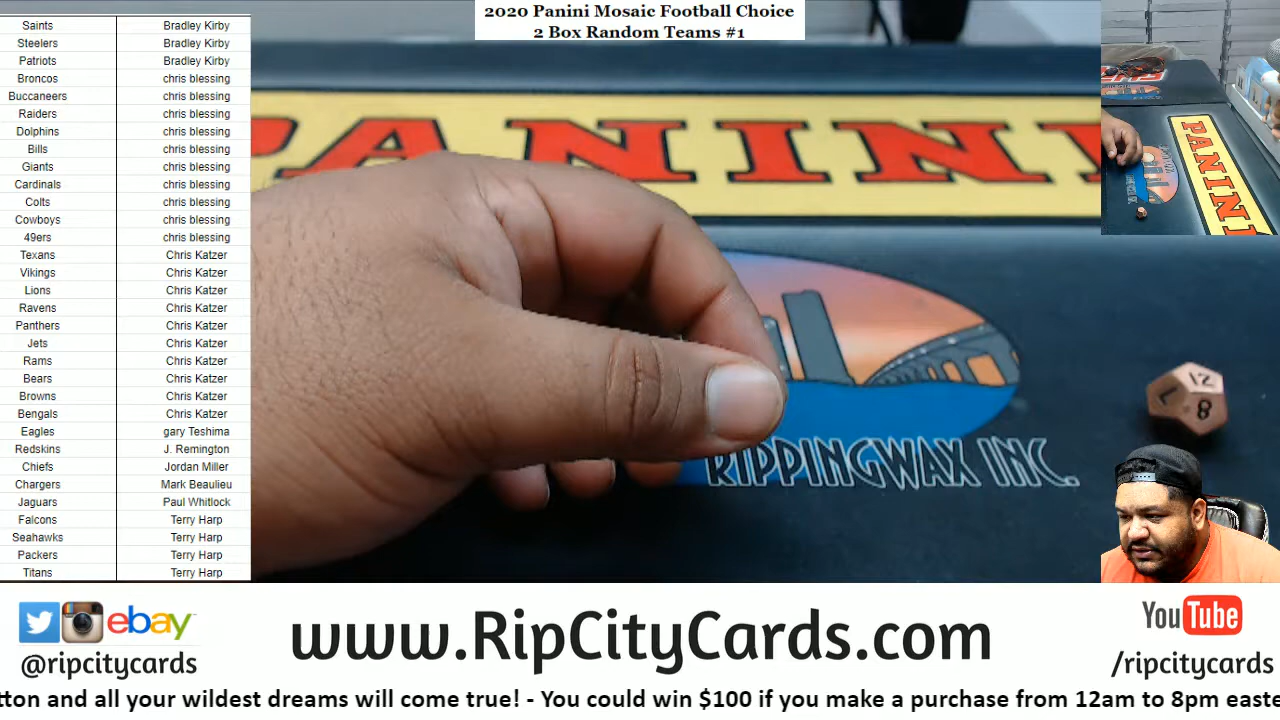 2020 Panini Mosaic Football Choice
2 Box Random Teams #1
Saints Bradley Kirby
Steelers Bradley Kirby
Patriots Bradley Kirby
Broncos chris blessing
Buccaneers chris blessing
Raiders chris blessing
Dolphins chris blessing
Bills chris blessing
Giants chris blessing
Cardinals chris blessing
Colts chris blessing
Cowboys chris blessing
49ers chris blessing
Texans Chris Katzer
Vikings Chris Katzer
Lions Chris Katzer
Ravens Chris Katzer
Panthers Chris Katzer
Jets Chris Katzer
Rams Chris Katzer
Bears Chris Katzer
Browns Chris Katzer
Bengals Chris Katzer
Eagles gary Teshima
Redskins J. Remington
Chiefs Jordan Miller
Chargers Mark Beaulieu
Jaguars Paul Whitlock
Falcons Terry Harp
Seahawks Terry Harp
Packers Terry Harp
Titans Terry Harp
PANINI
PANINI
12
8
RIPPINGWAX INC.
ebay
@ripcitycards
www.RipCityCards.com
YouTube
/ripcitycards
tton and all your wildest dreams will come true! - You could win $100 if you make a purchase from 12am to 8pm easte